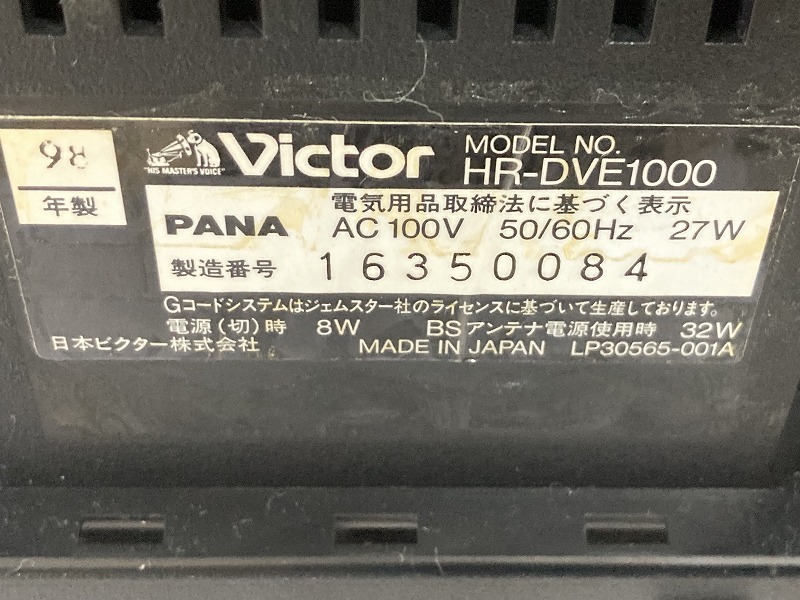 98
年製
"HIS MASTER'S VOICE"
Victor
MODEL NO.
HR-DVE1000
PANA
電気用品取締法に基づく表示
AC 100V 50/60Hz 27W
製造番号 16350084
Gコードシステムはジェムスター社のライセンスに基づいて生産しております。
電源(切)時 8W BSアンテナ電源使用時 32W
日本ビクター株式会社 MADE IN JAPAN LP30565-001A